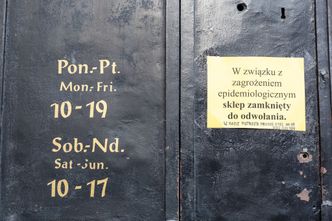 Pon.-Pt.
Mon.-Fri.
10-19
Sob.-Nd.
Sat-Sun.
10-17
W związku z
zagrożeniem
epidemiologicznym
sklep zamknięty
do odwołania.
W RAZIE